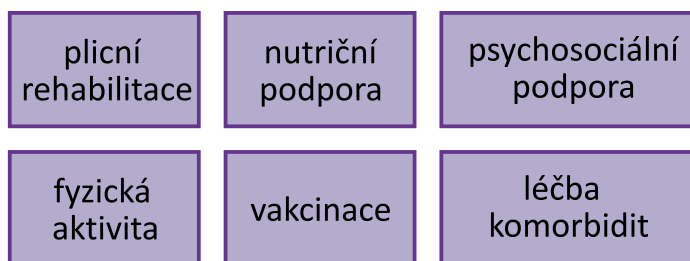 plicní
rehabilitace
nutriční
podpora
psychosociální
podpora
fyzická
aktivita
vakcinace
léčba
komorbidit